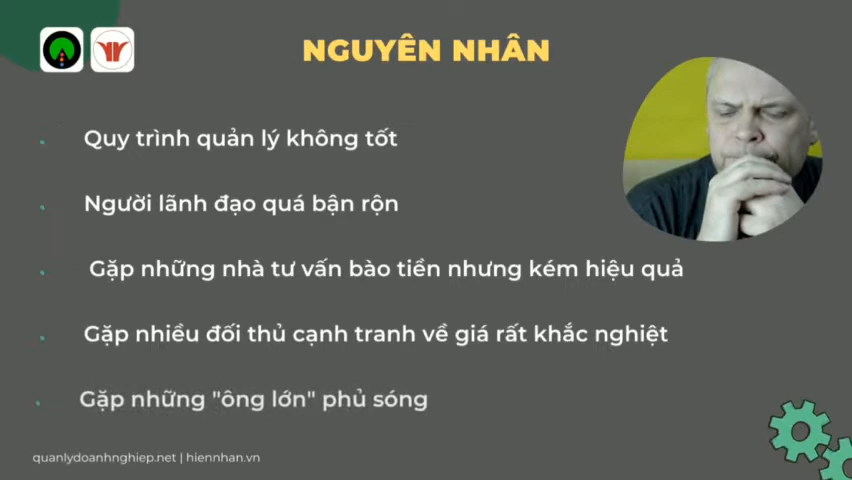 NGUYÊN NHÂN
Quy trình quản lý không tốt
Người lãnh đạo quá bận rộn
Gặp những nhà tư vấn bào tiền nhưng kém hiệu quả
Gặp nhiều đối thủ cạnh tranh về giá rất khắc nghiệt
Gặp những "ông lớn" phủ sóng
quanlydoanhnghiep.net | hiennhan.vn